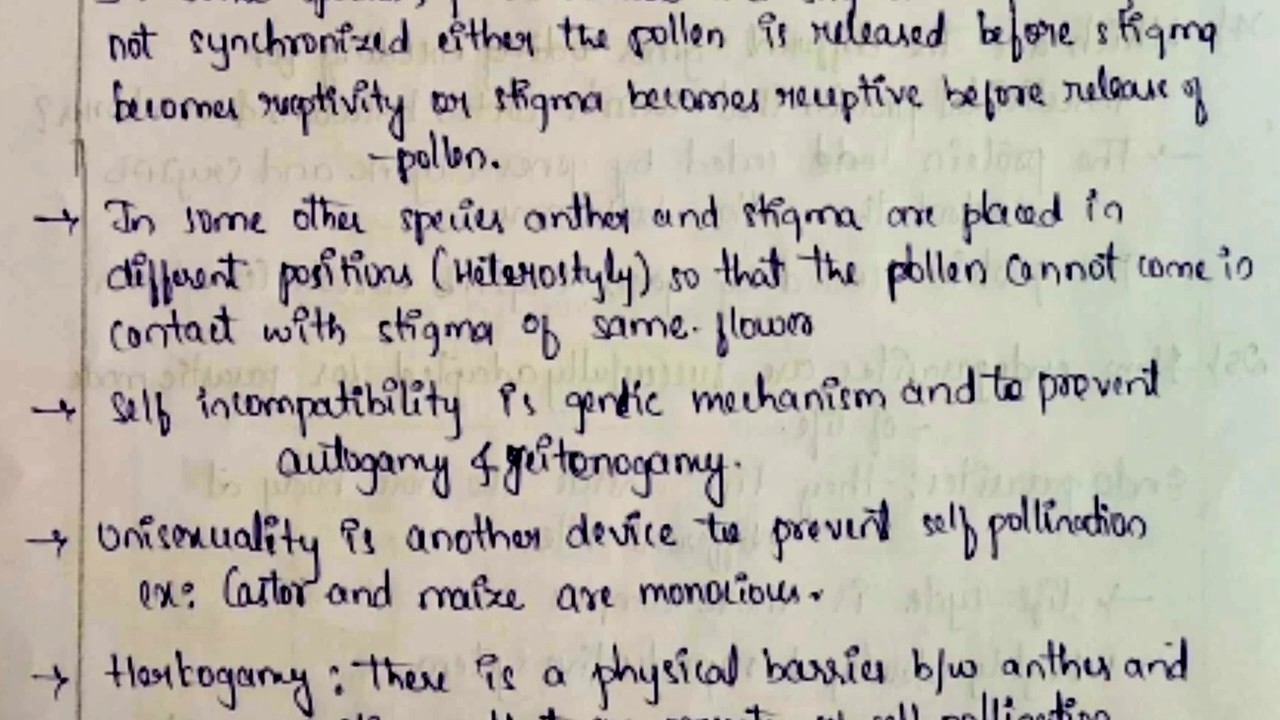 not synchronized either the pollen is released before stigma
becomes receptivity or stigma becomes receptive before release of
-pollen.
→ In some other species anther and stigma are placed in
different positions (Heterostyly) so that the pollen cannot come in
contact with stigma of same. flower
→ Self incompatibility is genetic mechanism and to prevent
autogamy & geitonogamy.
→ Unisexuality is another device to prevent self pollination
ex: Castor and maize are monocious.
→ Herkogamy: there is a physical barrier b/w anther and